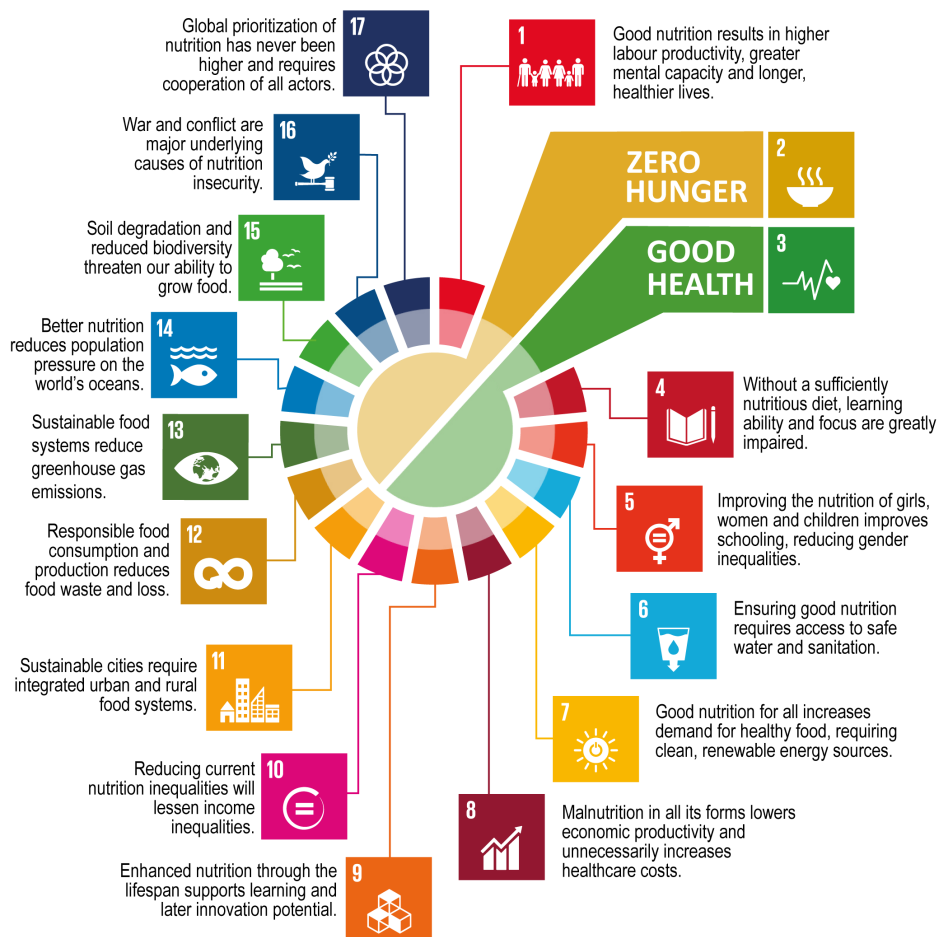 1
Good nutrition results in higher
labour productivity, greater
mental capacity and longer,
healthier lives.
ZERO
HUNGER
2
GOOD
HEALTH
3
4
Without a sufficiently
nutritious diet, learning
ability and focus are greatly
impaired.
5
Improving the nutrition of girls,
women and children improves
schooling, reducing gender
inequalities.
6
Ensuring good nutrition
requires access to safe
water and sanitation.
7
Good nutrition for all increases
demand for healthy food, requiring
clean, renewable energy sources.
8
Malnutrition in all its forms lowers
economic productivity and
unnecessarily increases
healthcare costs.
9
Enhanced nutrition through the
lifespan supports learning and
later innovation potential.
10
Reducing current
nutrition inequalities will
lessen income
inequalities.
11
Sustainable cities require
integrated urban and rural
food systems.
12
Responsible food
consumption and
production reduces
food waste and loss.
13
Sustainable food
systems reduce
greenhouse gas
emissions.
14
Better nutrition
reduces population
pressure on the
world's oceans.
15
Soil degradation and
reduced biodiversity
threaten our ability to
grow food.
16
War and conflict are
major underlying
causes of nutrition
insecurity.
17
Global prioritization of
nutrition has never been
higher and requires
cooperation of all actors.